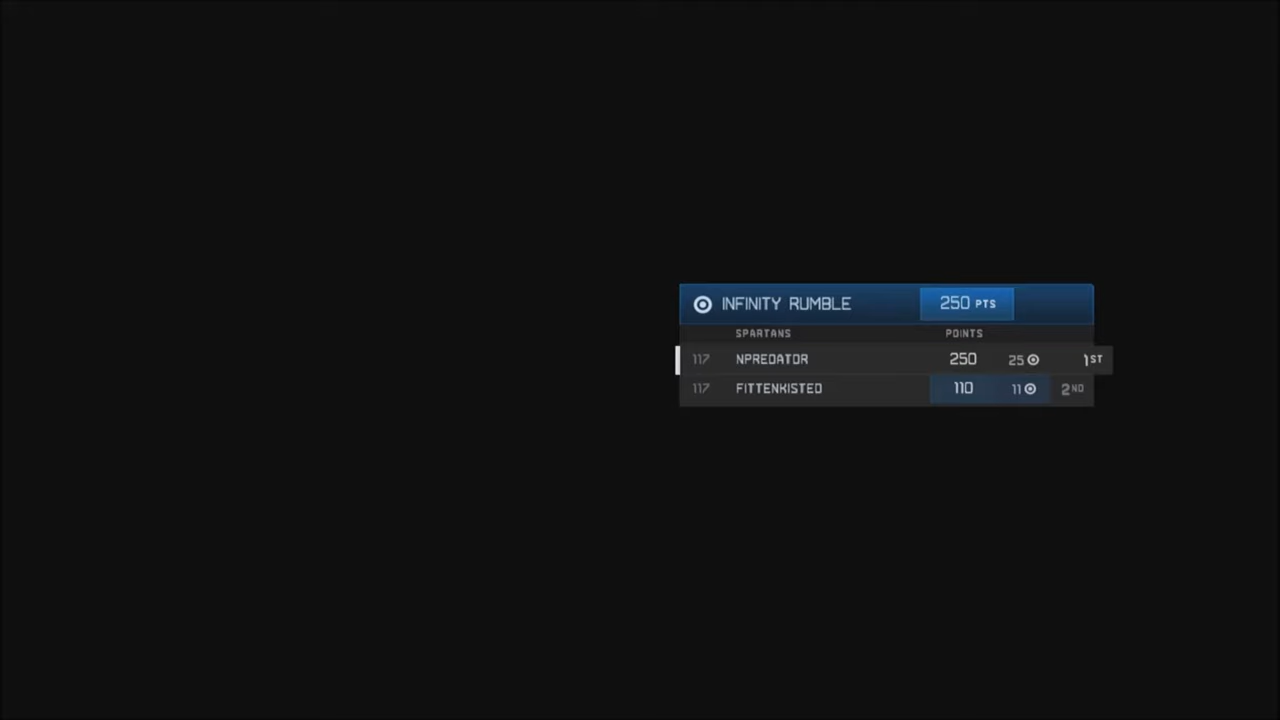 INFINITY RUMBLE 250 PTS
SPARTANS POINTS
117 NPREDATOR 250 25 1ST
117 FITTENKISTED 110 11 2ND